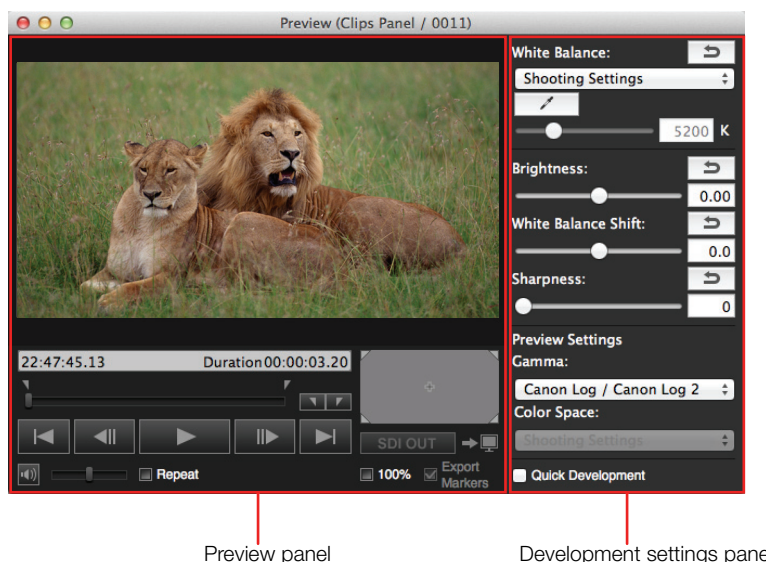 Preview (Clips Panel / 0011)
White Balance:
Shooting Settings
5200 K
Brightness:
0.00
White Balance Shift:
0.0
Sharpness:
0
Preview Settings
Gamma:
Canon Log / Canon Log 2
Color Space:
Shooting Settings
Quick Development
22:47:45.13 Duration 00:00:03.20
SDI OUT
Repeat
100%
Export
Markers
Preview panel
Development settings pane